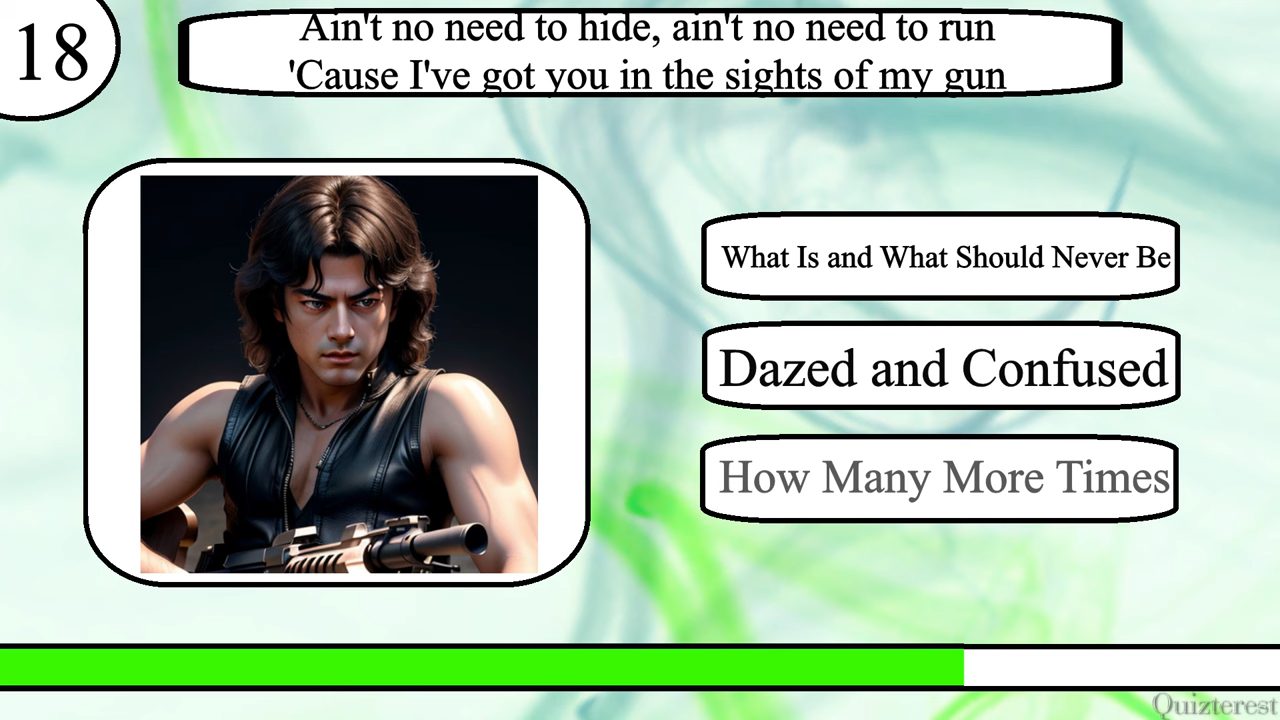 18
Ain't no need to hide, ain't no need to run
'Cause I've got you in the sights of my gun
What Is and What Should Never Be
Dazed and Confused
How Many More Times
Quizterest